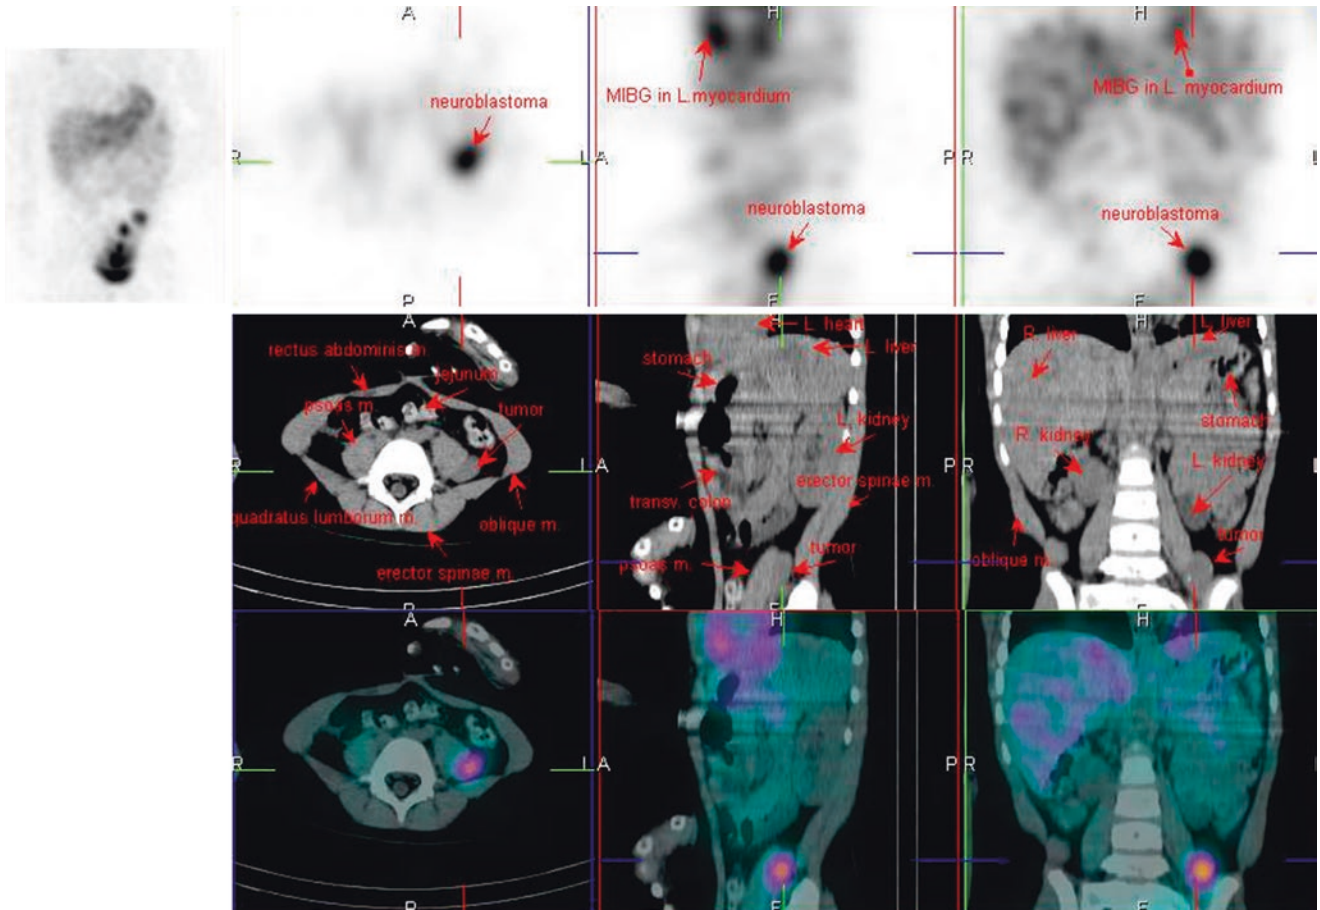 A
H
H
MIBG in L.myocardium
MIBG in L. myocardium
neuroblastoma
R
L
A
P
R
L
neuroblastoma
neuroblastoma
P
F
F
A
H
H
L. heart
L. liver
R. liver
L. liver
rectus abdominis m.
stomach
jejunum
psoas m.
tumor
stomach
L. kidney
R. kidney
L. kidney
R
L
A
P
R
L
transv. colon
erector spinae m.
quadratus lumborum m.
oblique m.
tumor
tumor
psoas m.
oblique m.
erector spinae m.
P
F
F
A
H
H
R
L
A
P
R
L
P
F
F